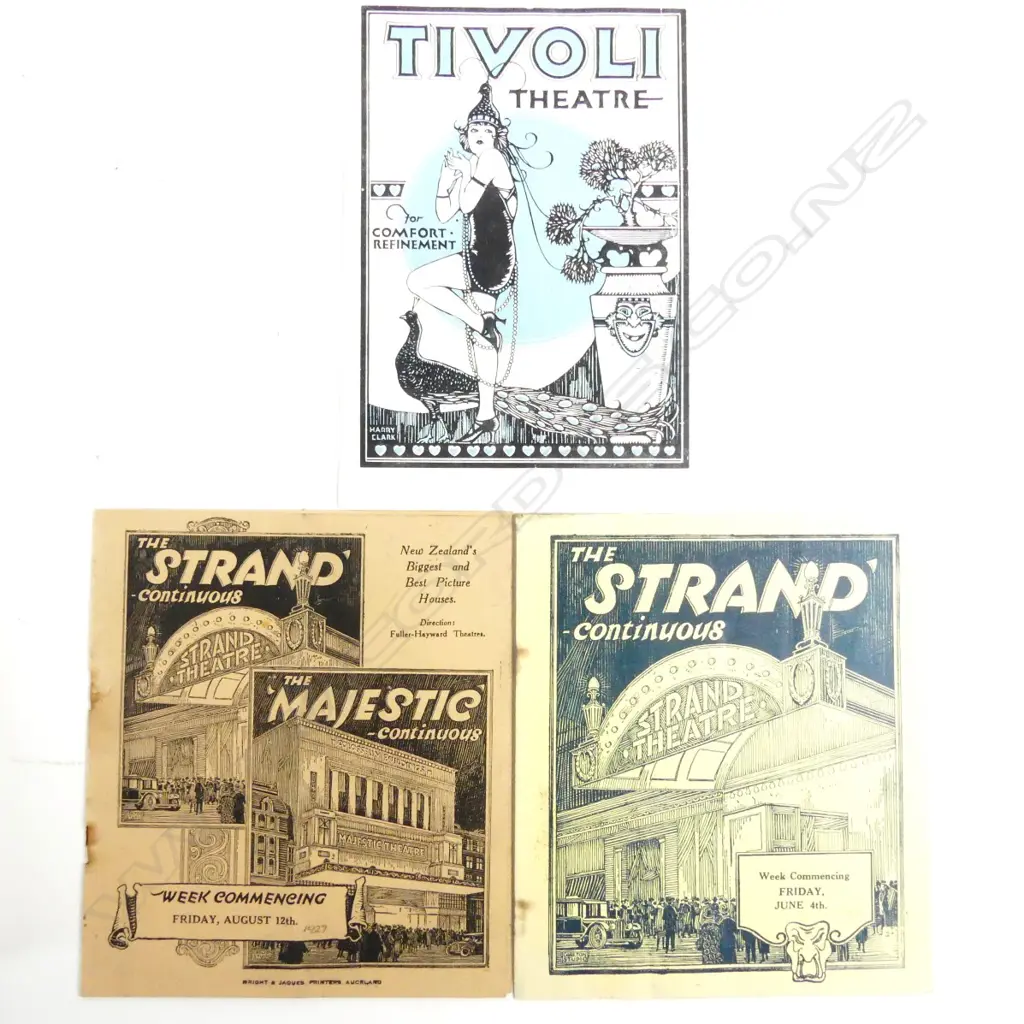 TIVOLI
THEATRE
For
COMFORT·
REFINEMENT
HARRY
CLARK
THE
'STRAND'
-continuous
STRAND
·THEATRE·
New Zealand's
Biggest and
Best Picture
Houses.
Direction:
Fuller-Hayward Theatres.
THE
'MAJESTIC'
-continuous
MAJESTIC THEATRE
WEEK COMMENCING
FRIDAY, AUGUST 12th.
1927
WRIGHT & JAQUES PRINTERS AUCKLAND
THE
'STRAND'
-continuous
STRAND
·THEATRE·
Week Commencing
FRIDAY,
JUNE 4th.